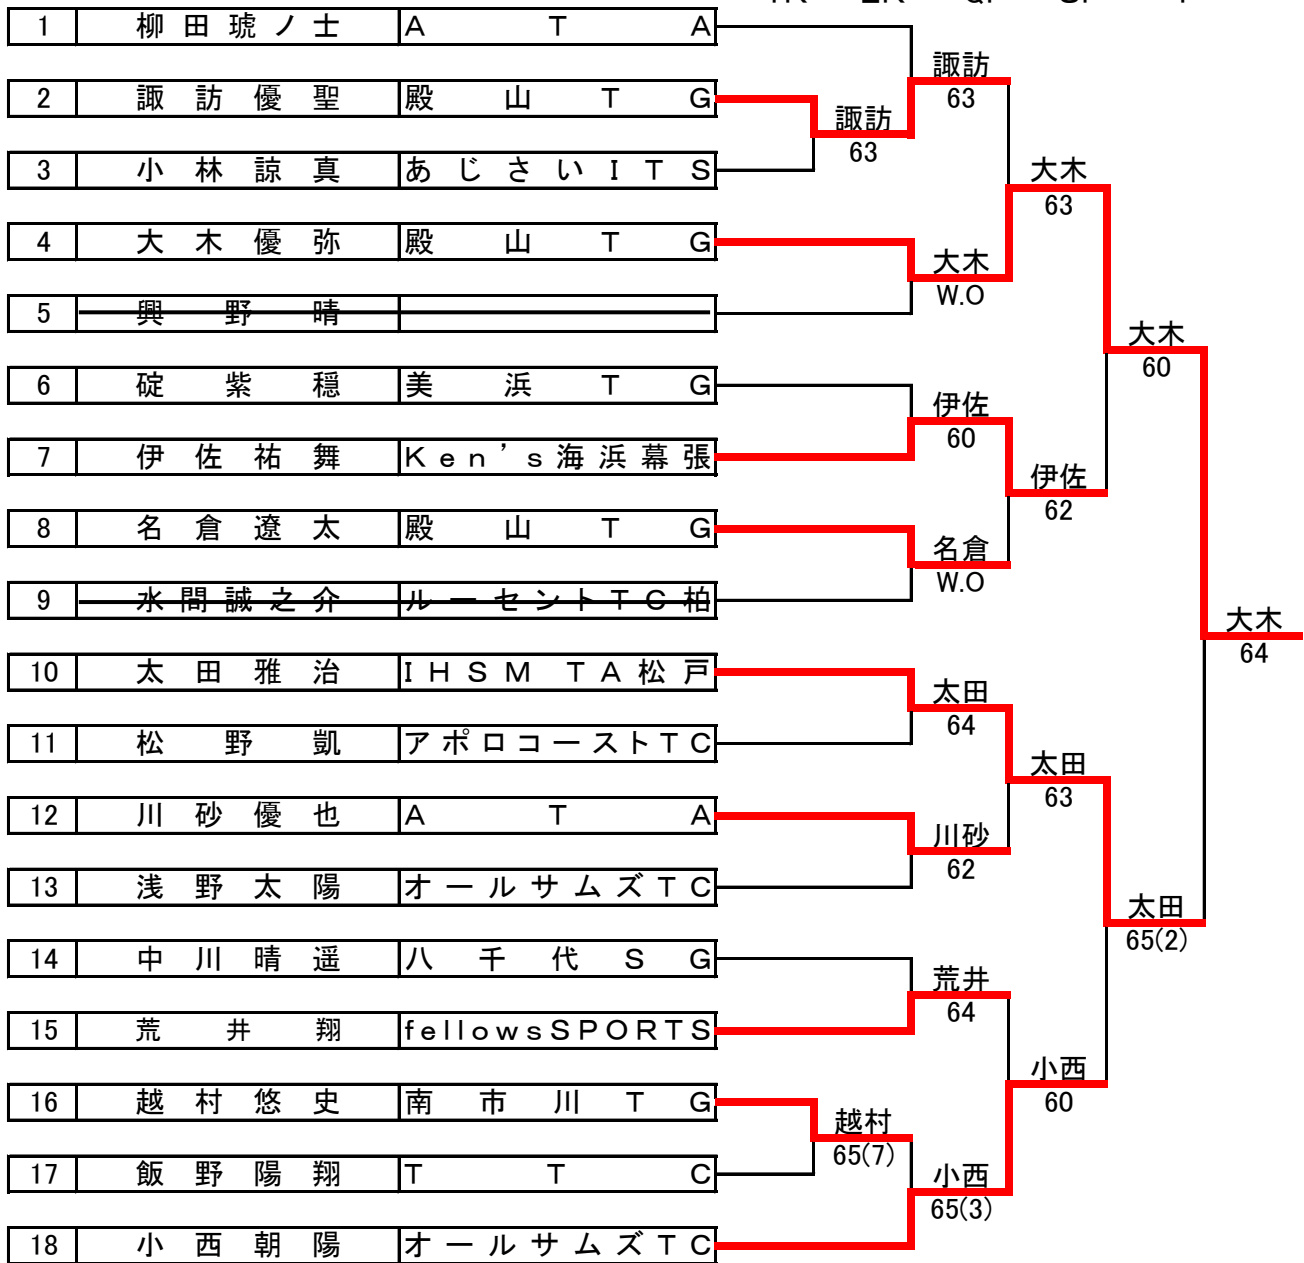 1 柳田琥ノ士 ATA
諏訪
63
2 諏訪優聖 殿山TG
諏訪
63
3 小林諒真 あじさいITS
大木
63
4 大木優弥 殿山TG
大木
W.O
5 興野晴
大木
60
6 碇紫穏 美浜TG
伊佐
60
7 伊佐祐舞 Ken's海浜幕張
伊佐
62
8 名倉遼太 殿山TG
名倉
W.O
9 水間誠之介 ルーセントTC柏
大木
64
10 太田雅治 IHSM TA松戸
太田
64
11 松野凱 アポロコーストTC
太田
63
12 川砂優也 ATA
川砂
62
13 浅野太陽 オールサムズTC
太田
65(2)
14 中川晴遥 八千代SG
荒井
64
15 荒井翔 fellowsSPORTS
小西
60
16 越村悠史 南市川TG
越村
65(7)
17 飯野陽翔 TTC
小西
65(3)
18 小西朝陽 オールサムズTC